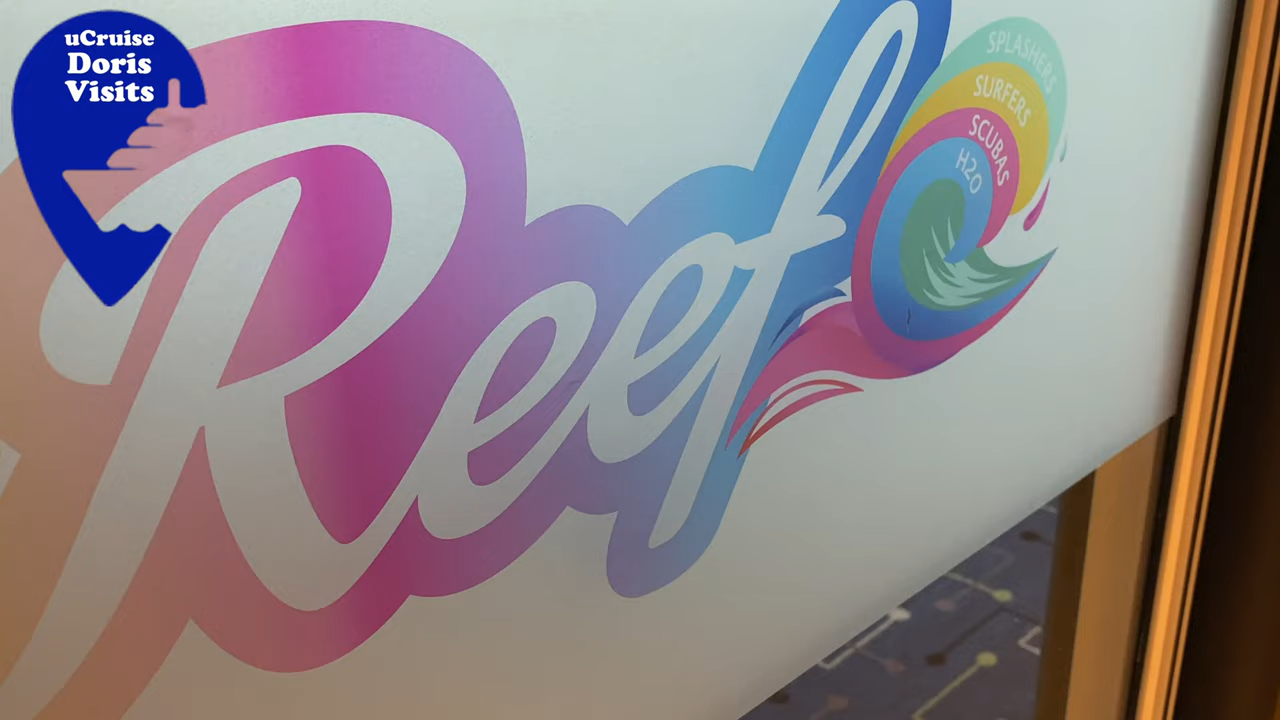 uCruise
Doris
Visits
Reef
SPLASHERS
SURFERS
SCUBAS
H2O